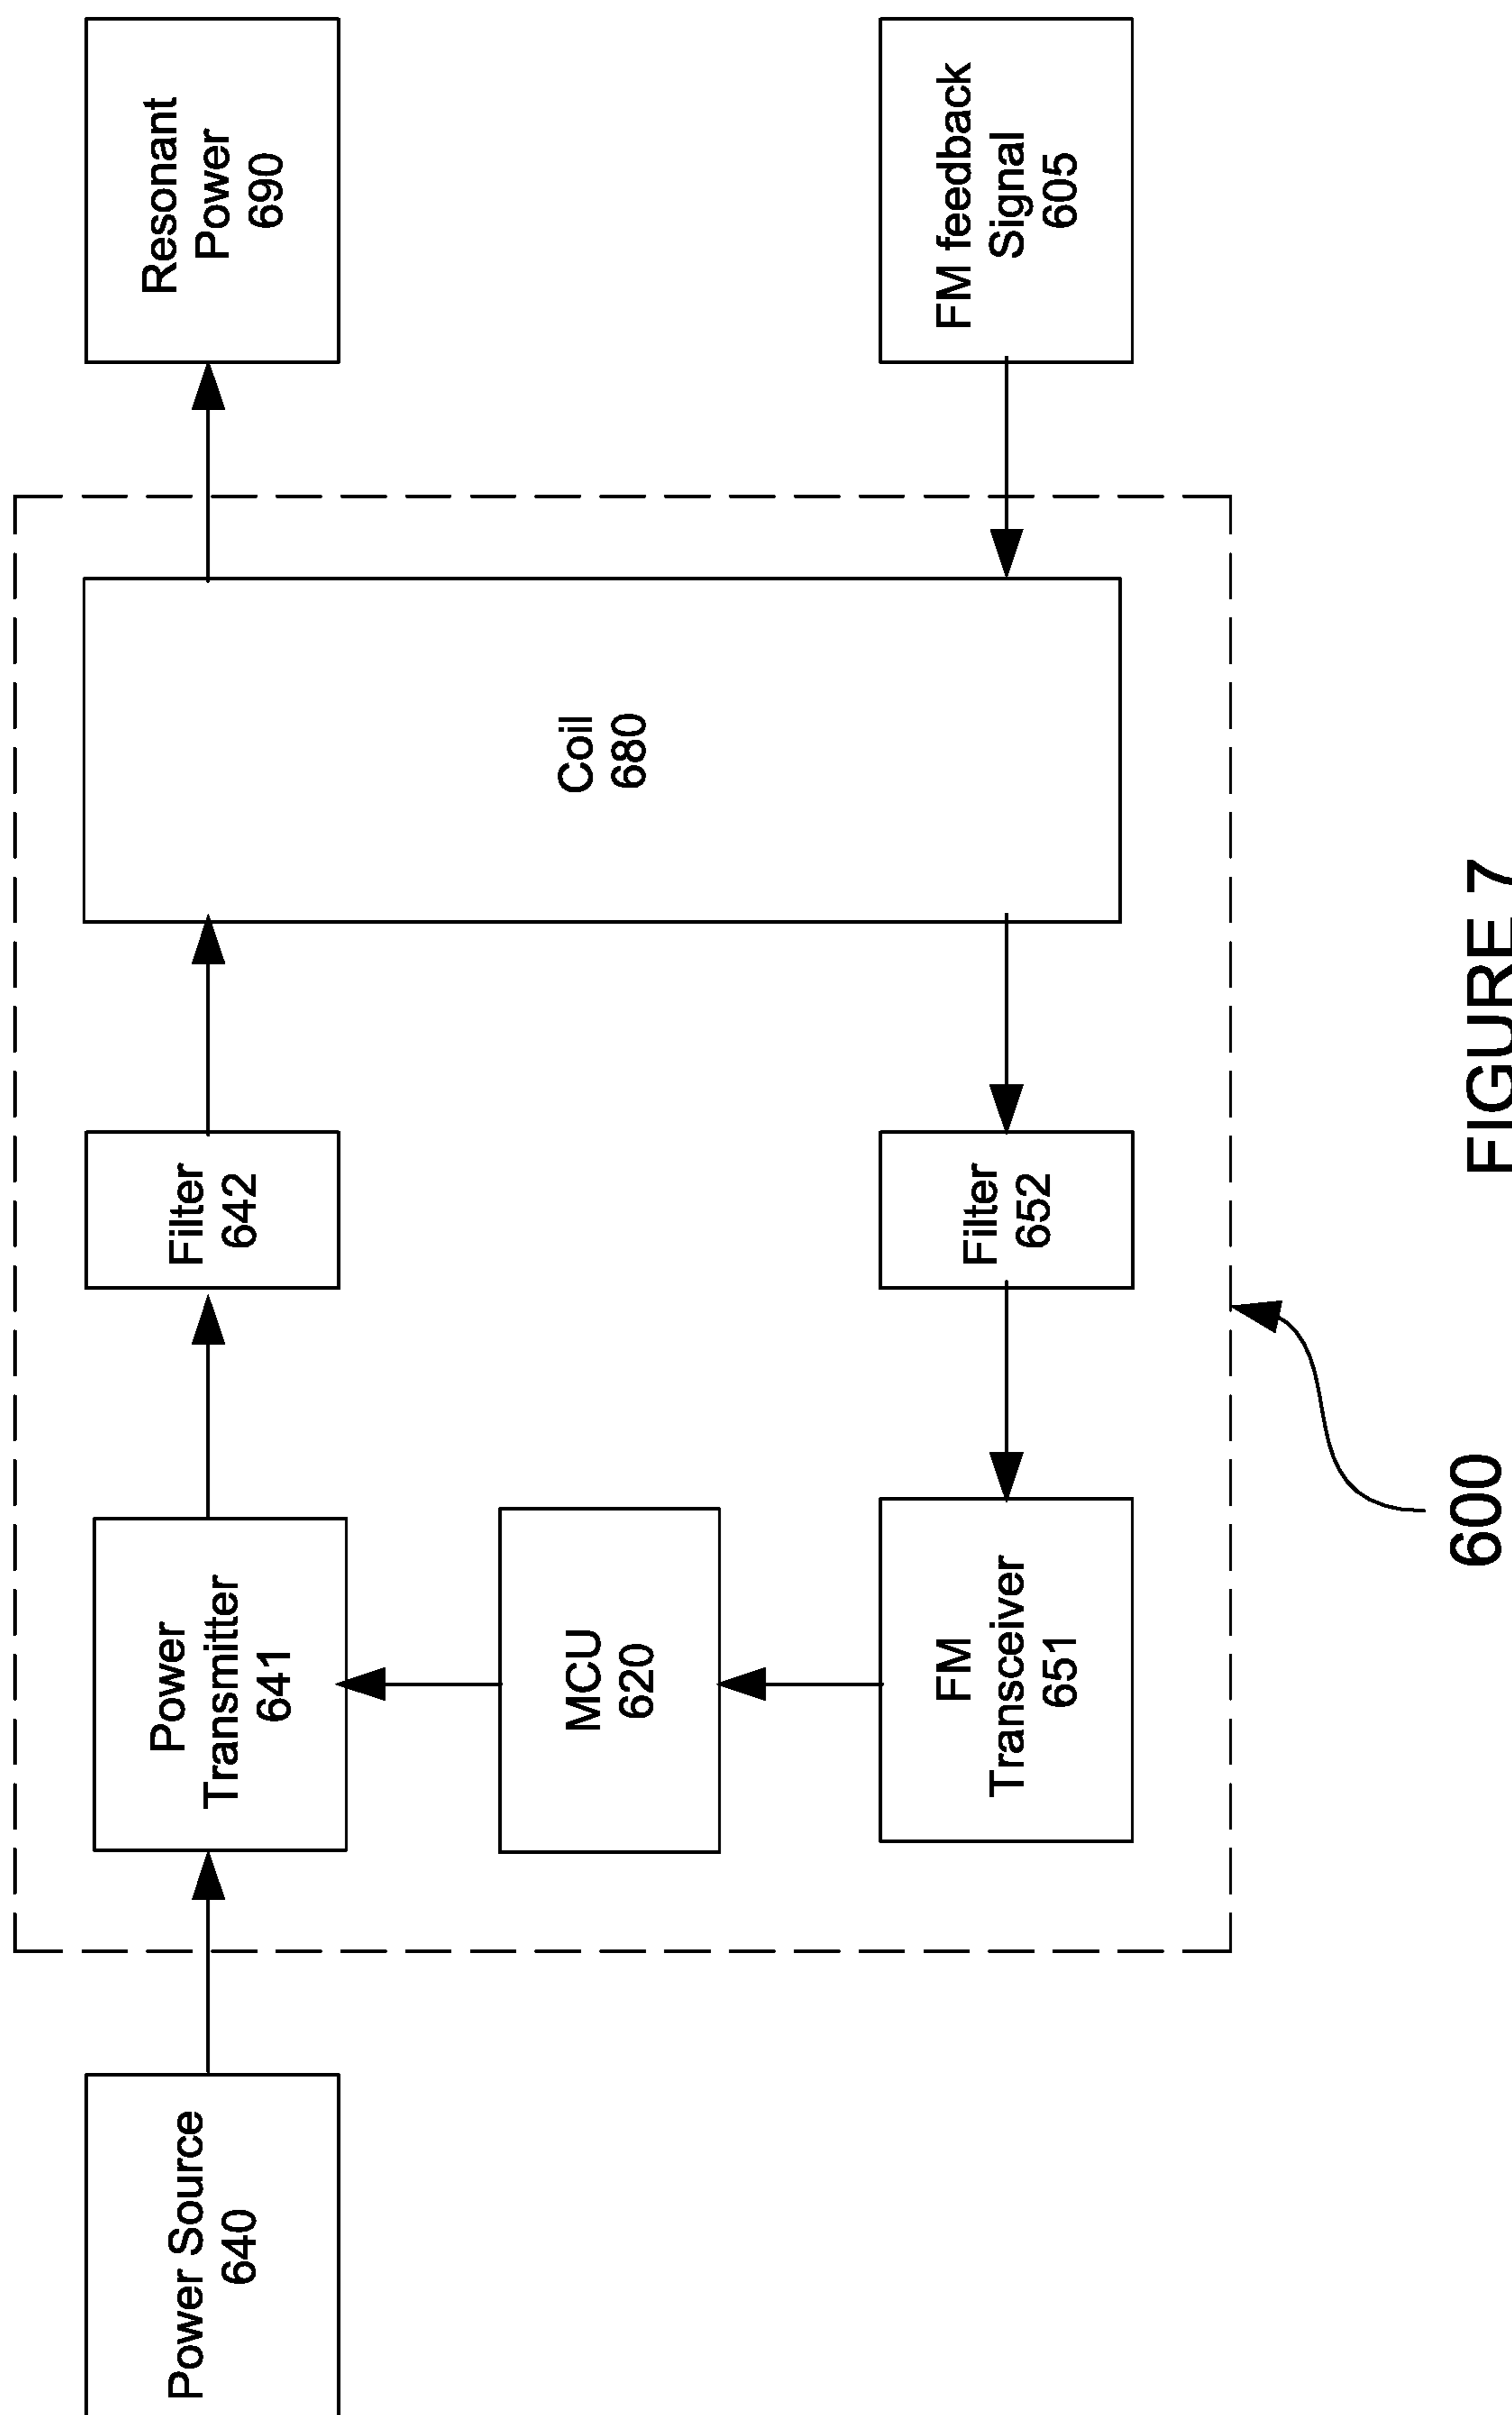 Power Source
640
Power
Transmitter
641
Filter
642
Resonant
Power
690
MCU
620
Coil
680
FM
Transceiver
651
Filter
652
FM feedback
Signal
605
600
FIGURE 7